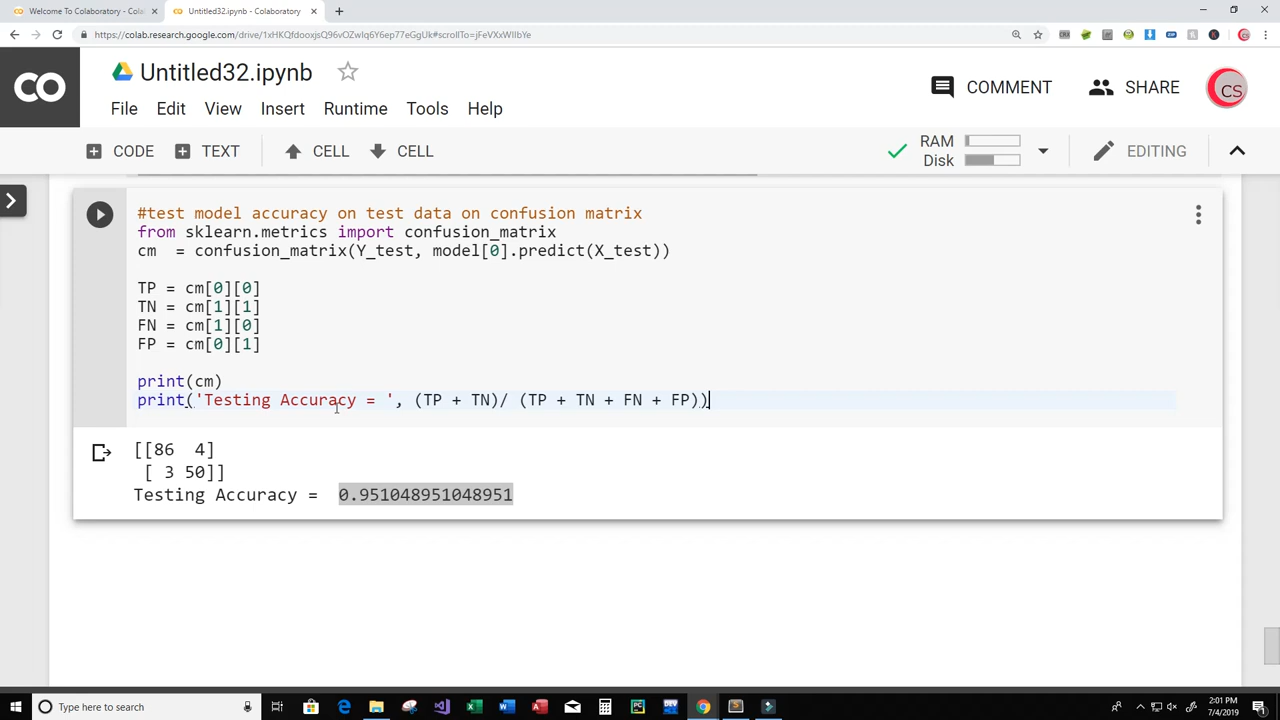 Welcome To Colaboratory - Cola
Untitled32.ipynb - Colaboratory
https://colab.research.google.com/drive/1xHKQfdooxjsQ96vOZwIq6Y6ep77eGgUk#scrollTo=jFeVXxWIIbYe
CO
Untitled32.ipynb
COMMENT
SHARE
CS
File Edit View Insert Runtime Tools Help
CODE TEXT CELL CELL
RAM
Disk
EDITING
#test model accuracy on test data on confusion matrix
from sklearn.metrics import confusion_matrix
cm  = confusion_matrix(Y_test, model[0].predict(X_test))
TP = cm[0][0]
TN = cm[1][1]
FN = cm[1][0]
FP = cm[0][1]
print(cm)
print('Testing Accuracy = ', (TP + TN)/ (TP + TN + FN + FP))
[[86  4]
 [ 3 50]]
Testing Accuracy =  0.951048951048951
Type here to search
2:01 PM
7/4/2019